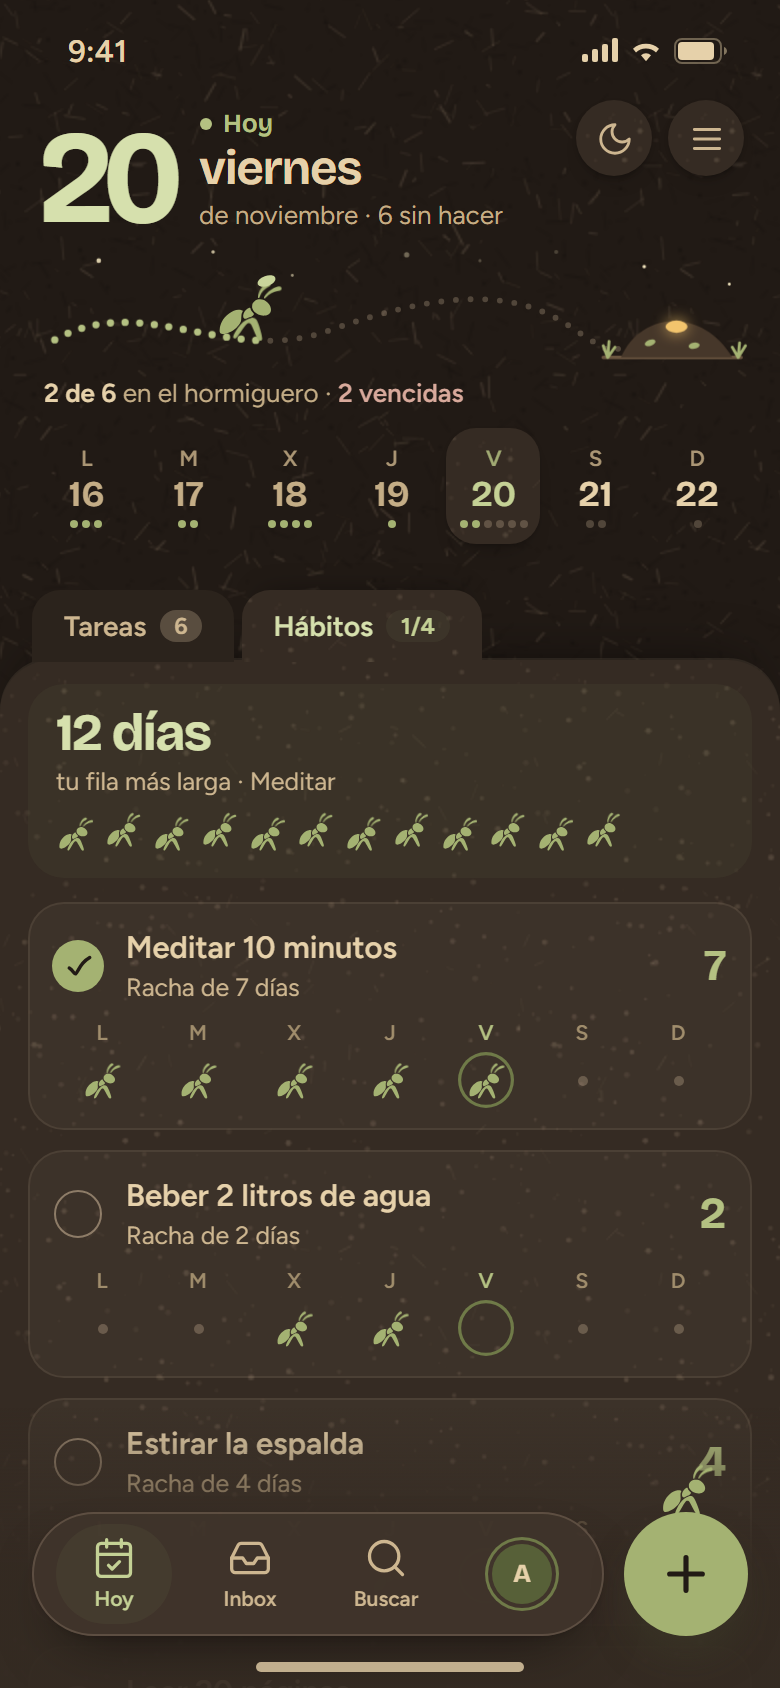 9:41
20
Hoy
viernes
de noviembre · 6 sin hacer
2 de 6 en el hormiguero · 2 vencidas
L M X J V S D
16 17 18 19 20 21 22
Tareas 6 Hábitos 1/4
12 días
tu fila más larga · Meditar
Meditar 10 minutos
7
Racha de 7 días
L M X J V S D
Beber 2 litros de agua
2
Racha de 2 días
L M X J V S D
Estirar la espalda
4
Racha de 4 días
A
Hoy Inbox Buscar